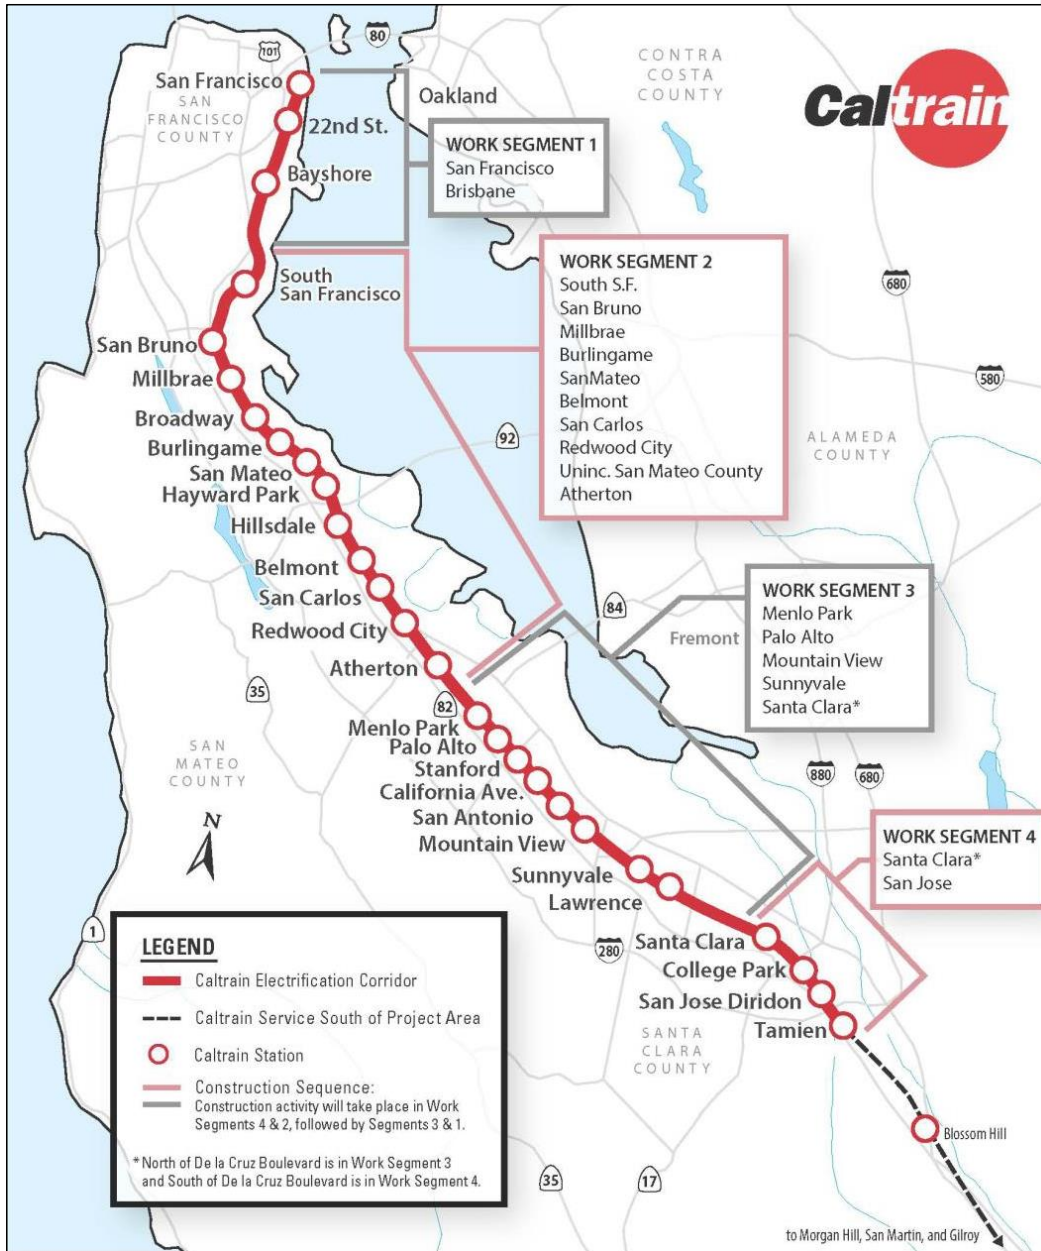 80
101
CONTRA
COSTA
COUNTY
Caltrain
San Francisco
SAN
FRANCISCO
COUNTY
Oakland
22nd St.
WORK SEGMENT 1
San Francisco
Brisbane
Bayshore
WORK SEGMENT 2
South S.F.
San Bruno
Millbrae
Burlingame
SanMateo
Belmont
San Carlos
Redwood City
Uninc. San Mateo County
Atherton
680
South
San Francisco
San Bruno
Millbrae
580
Broadway
92
ALAMEDA
COUNTY
Burlingame
San Mateo
Hayward Park
Hillsdale
Belmont
San Carlos
WORK SEGMENT 3
Menlo Park
Palo Alto
Mountain View
Sunnyvale
Santa Clara*
84
Fremont
Redwood City
Atherton
35
82
Menlo Park
Palo Alto
Stanford
California Ave.
San Antonio
Mountain View
SAN
MATEO
COUNTY
880
680
N
WORK SEGMENT 4
Santa Clara*
San Jose
Sunnyvale
Lawrence
1
280
Santa Clara
College Park
San Jose Diridon
Tamien
SANTA
CLARA
COUNTY
LEGEND
Caltrain Electrification Corridor
Caltrain Service South of Project Area
Caltrain Station
Construction Sequence:
Construction activity will take place in Work
Segments 4 & 2, followed by Segments 3 & 1.
* North of De la Cruz Boulevard is in Work Segment 3
and South of De la Cruz Boulevard is in Work Segment 4.
Blossom Hill
35
17
to Morgan Hill, San Martin, and Gilroy